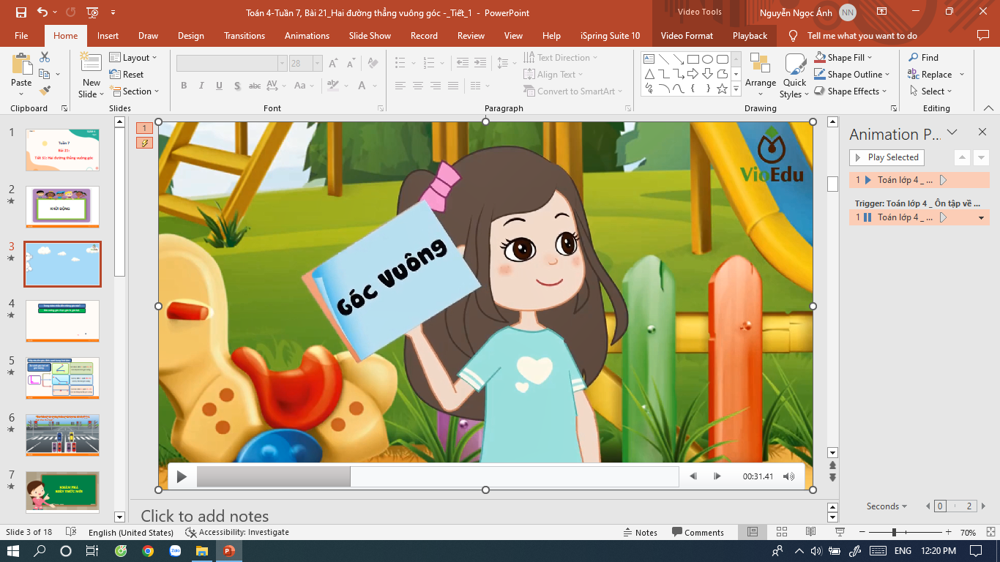 Toán 4-Tuần 7, Bài 21_Hai đường thẳng vuông góc -_Tiết_1 - PowerPoint
Video Tools
Nguyễn Ngọc Ánh
NN
File
Home
Insert
Draw
Design
Transitions
Animations
Slide Show
Record
Review
View
Help
iSpring Suite 10
Video Format
Playback
Tell me what you want to do
Paste
New Slide
Layout
Reset
Section
28
B I U S abc AV Aa A
Text Direction
Align Text
Convert to SmartArt
Arrange
Quick Styles
Shape Fill
Shape Outline
Shape Effects
Find
Replace
Select
Clipboard
Slides
Font
Paragraph
Drawing
Editing
1
Tuần 7
Bài 21:
Tiết 31: Hai đường thẳng vuông góc
2
KHỞI ĐỘNG
3
4
5
6
7
KHÁM PHÁ
KIẾN THỨC MỚI
1
VioEdu
Góc Vuông
00:31.41
Animation P...
Play Selected
1 Toán lớp 4 _ ...
Trigger: Toán lớp 4 _ Ôn tập về ...
1 Toán lớp 4 _ ...
Seconds
0
2
Click to add notes
Slide 3 of 18
English (United States)
Accessibility: Investigate
Notes
Comments
70%
Zalo
ENG
12:20 PM